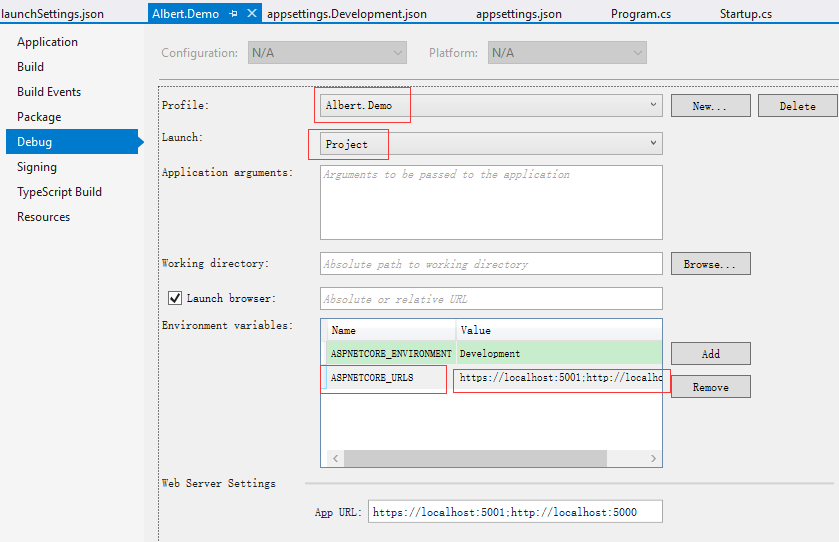 launchSettings.json Albert.Demo appsettings.Development.json appsettings.json Program.cs Startup.cs
Application
Build
Build Events
Package
Debug
Signing
TypeScript Build
Resources
Configuration: N/A Platform: N/A
Profile: Albert.Demo New... Delete
Launch: Project
Application arguments: Arguments to be passed to the application
Working directory: Absolute path to working directory Browse...
Launch browser: Absolute or relative URL
Environment variables:
Name Value
ASPNETCORE_ENVIRONMENT Development Add
ASPNETCORE_URLS https://localhost:5001;http://localho Remove
Web Server Settings
App URL: https://localhost:5001;http://localhost:5000